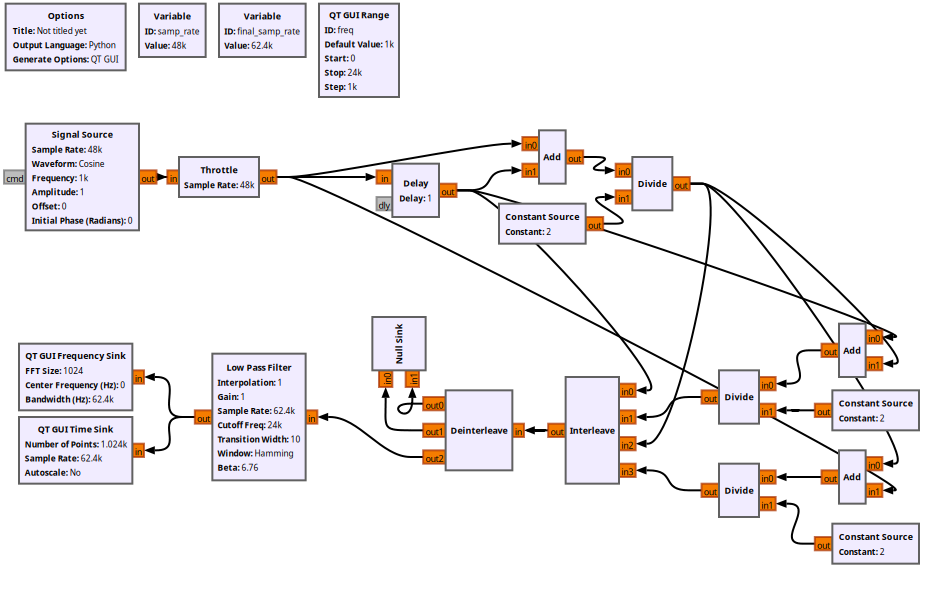 Options
Title: Not titled yet
Output Language: Python
Generate Options: QT GUI
Variable
ID: samp_rate
Value: 48k
Variable
ID: final_samp_rate
Value: 62.4k
QT GUI Range
ID: freq
Default Value: 1k
Start: 0
Stop: 24k
Step: 1k
Signal Source
Sample Rate: 48k
Waveform: Cosine
Frequency: 1k
Amplitude: 1
Offset: 0
Initial Phase (Radians): 0
cmd
out
in
Throttle
Sample Rate: 48k
out
in
dly
Delay
Delay: 1
out
in0
in1
Add
out
Constant Source
Constant: 2
out
in0
in1
Divide
out
Add
in0
in1
out
Divide
in0
in1
out
Constant Source
Constant: 2
out
Add
in0
in1
out
Divide
in0
in1
out
Constant Source
Constant: 2
out
Interleave
in0
in1
in2
in3
out
Deinterleave
in
out0
out1
out2
Null Sink
in0
in1
Low Pass Filter
Interpolation: 1
Gain: 1
Sample Rate: 62.4k
Cutoff Freq: 24k
Transition Width: 10
Window: Hamming
Beta: 6.76
in
out
QT GUI Frequency Sink
FFT Size: 1024
Center Frequency (Hz): 0
Bandwidth (Hz): 62.4k
in
QT GUI Time Sink
Number of Points: 1.024k
Sample Rate: 62.4k
Autoscale: No
in